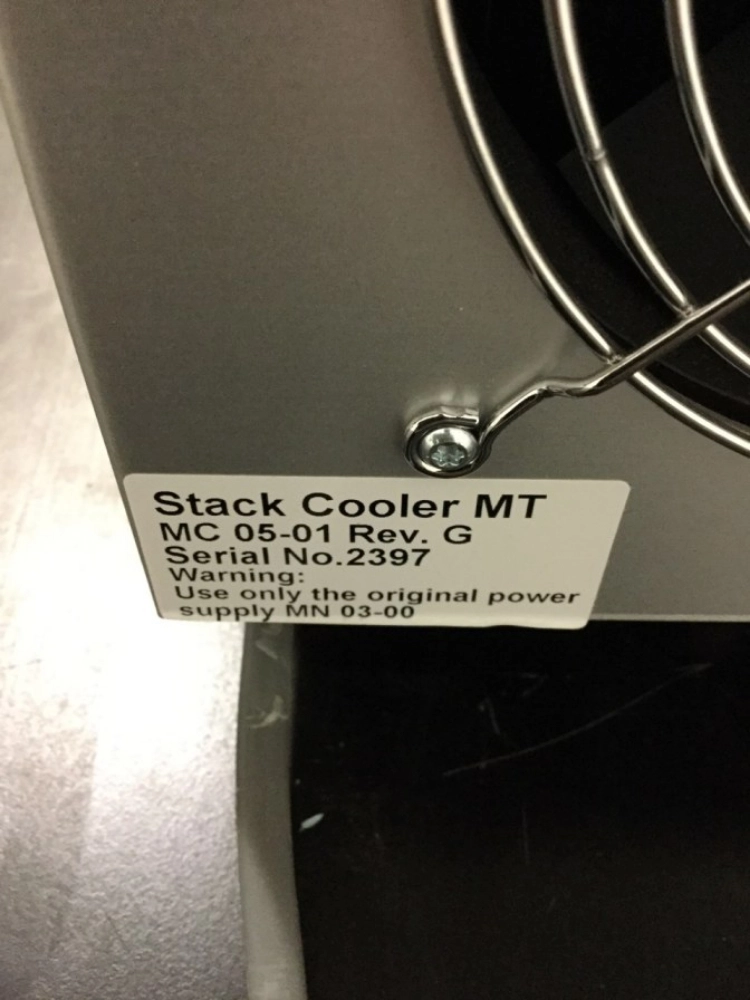 Stack Cooler MT
MC 05-01 Rev. G
Serial No.2397
Warning:
Use only the original power
supply MN 03-00